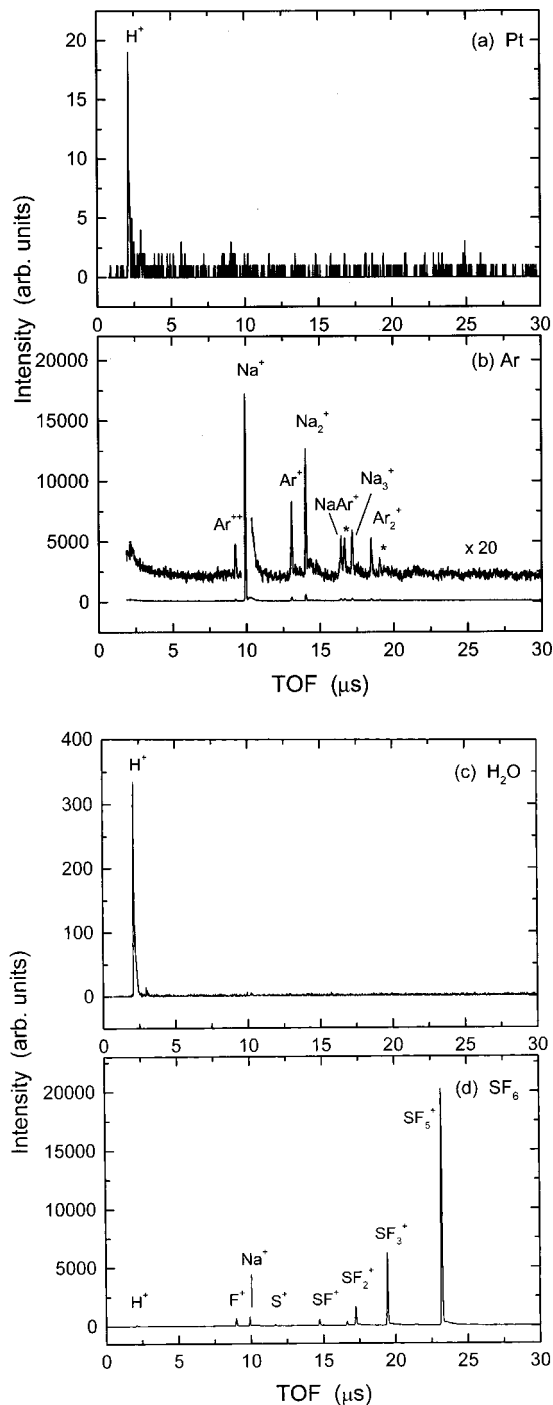 (a) Pt
H+
20
15
10
5
0
0 5 10 15 20 25 30
Intensity (arb. units)
(b) Ar
Na+
20000
15000
10000
5000
0
Na2+
Ar+
Na3+
NaAr+
Ar2+
Ar++
*
*
x 20
0 5 10 15 20 25 30
TOF (μs)
400
300
200
100
0
H+
(c) H2O
0 5 10 15 20 25 30
Intensity (arb. units)
(d) SF6
20000
15000
10000
5000
0
SF5+
SF3+
Na+
SF2+
H+
F+
S+
SF+
0 5 10 15 20 25 30
TOF (μs)